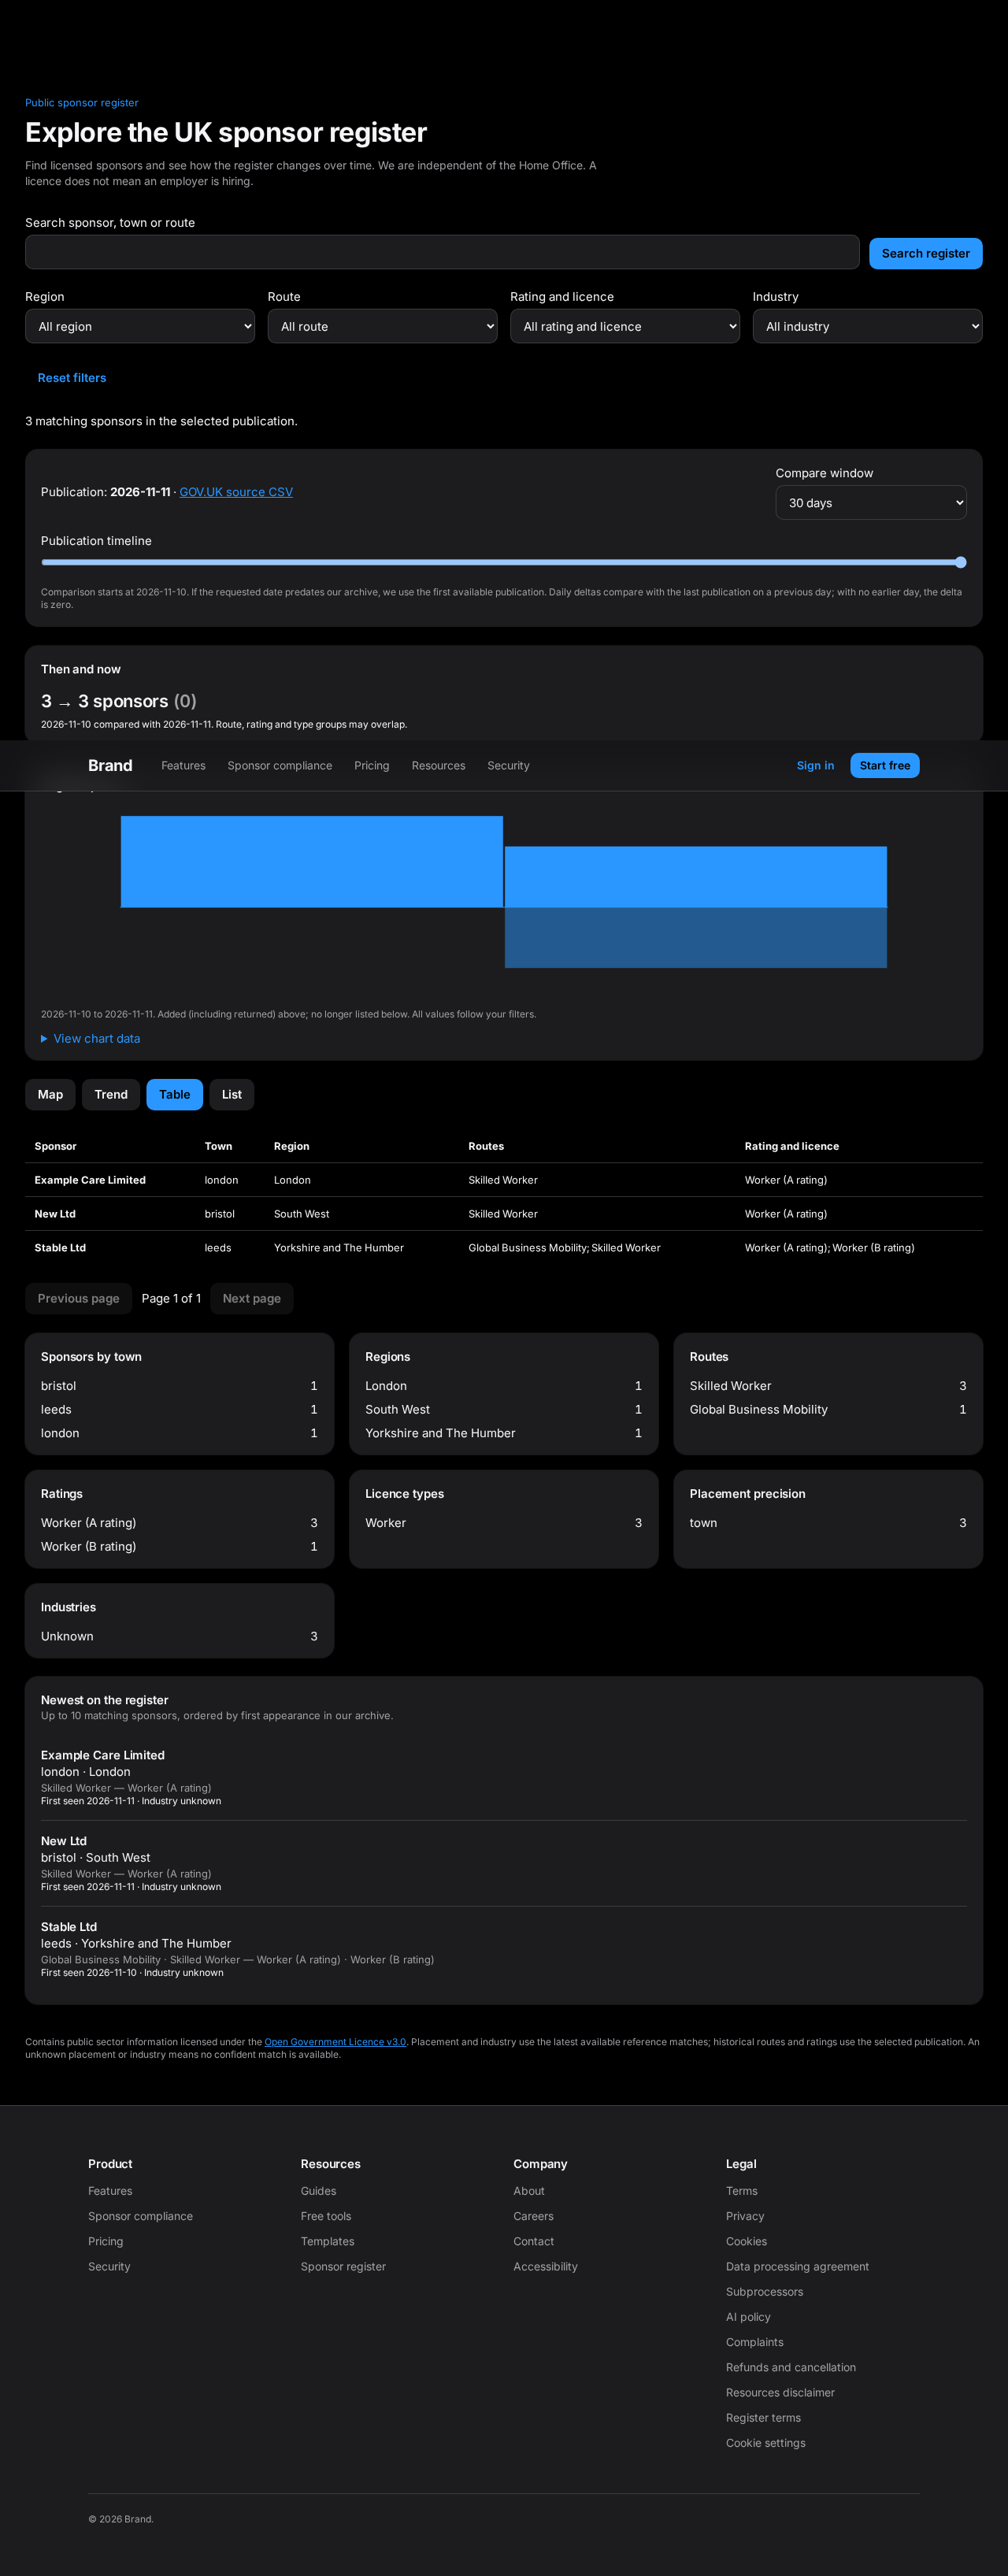 Public sponsor register
Explore the UK sponsor register
Find licensed sponsors and see how the register changes over time. We are independent of the Home Office. A
licence does not mean an employer is hiring.
Search sponsor, town or route
Search register
Region
Route
Rating and licence
Industry
All region
All route
All rating and licence
All industry
Reset filters
3 matching sponsors in the selected publication.
Publication: 2026-11-11 · GOV.UK source CSV
Compare window
30 days
Publication timeline
Comparison starts at 2026-11-10. If the requested date predates our archive, we use the first available publication. Daily deltas compare with the last publication on a previous day; with no earlier day, the delta
is zero.
Then and now
3 → 3 sponsors (0)
2026-11-10 compared with 2026-11-11. Route, rating and type groups may overlap.
Brand
Features
Sponsor compliance
Pricing
Resources
Security
Sign in
Start free
2026-11-10 to 2026-11-11. Added (including returned) above; no longer listed below. All values follow your filters.
▶ View chart data
Map
Trend
Table
List
Sponsor Town Region Routes Rating and licence
Example Care Limited london London Skilled Worker Worker (A rating)
New Ltd bristol South West Skilled Worker Worker (A rating)
Stable Ltd leeds Yorkshire and The Humber Global Business Mobility; Skilled Worker Worker (A rating); Worker (B rating)
Previous page
Page 1 of 1
Next page
Sponsors by town
bristol 1
leeds 1
london 1
Regions
London 1
South West 1
Yorkshire and The Humber 1
Routes
Skilled Worker 3
Global Business Mobility 1
Ratings
Worker (A rating) 3
Worker (B rating) 1
Licence types
Worker 3
Placement precision
town 3
Industries
Unknown 3
Newest on the register
Up to 10 matching sponsors, ordered by first appearance in our archive.
Example Care Limited
london · London
Skilled Worker — Worker (A rating)
First seen 2026-11-11 · Industry unknown
New Ltd
bristol · South West
Skilled Worker — Worker (A rating)
First seen 2026-11-11 · Industry unknown
Stable Ltd
leeds · Yorkshire and The Humber
Global Business Mobility · Skilled Worker — Worker (A rating) · Worker (B rating)
First seen 2026-11-10 · Industry unknown
Contains public sector information licensed under the Open Government Licence v3.0. Placement and industry use the latest available reference matches; historical routes and ratings use the selected publication. An
unknown placement or industry means no confident match is available.
Product
Features
Sponsor compliance
Pricing
Security
Resources
Guides
Free tools
Templates
Sponsor register
Company
About
Careers
Contact
Accessibility
Legal
Terms
Privacy
Cookies
Data processing agreement
Subprocessors
AI policy
Complaints
Refunds and cancellation
Resources disclaimer
Register terms
Cookie settings
© 2026 Brand.